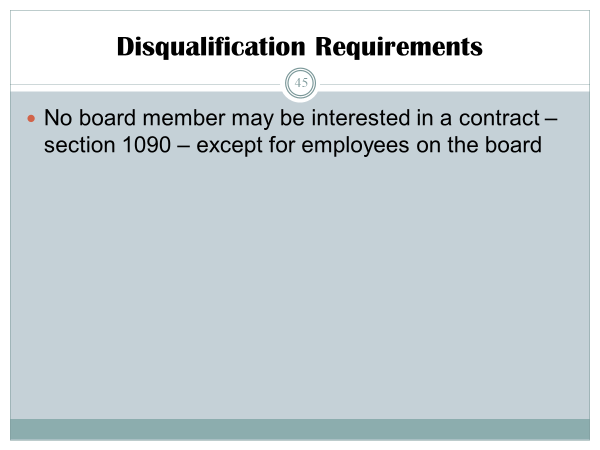 Disqualification Requirements
45
• No board member may be interested in a contract –
section 1090 – except for employees on the board